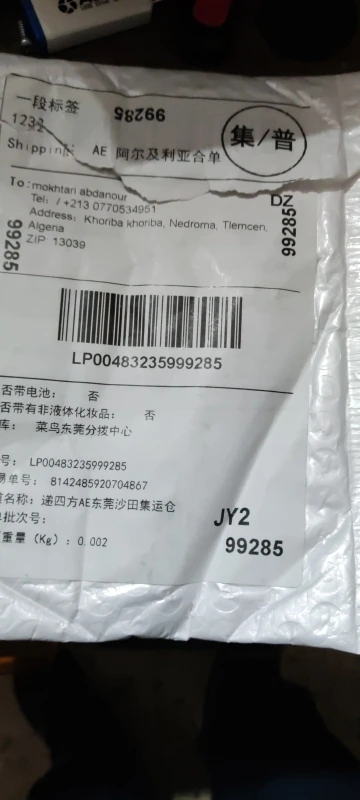 一段标签
99285
集/普
Shipping: AE 阿尔及利亚合单
To: mokhtari abdanour
Tel: / +213 0770534951
Address: Khoriba khoriba, Nedroma, Tlemcen,
Algeria
ZIP 13039
DZ
99285
99285
LP00483235999285
否带电池: 否
否带有非液体化妆品: 否
库: 菜鸟东莞分拨中心
号: LP00483235999285
易单号: 8142485920704867
道名称: 递四方AE东莞沙田集运仓
批次号:
重量(Kg): 0.002
JY2
99285